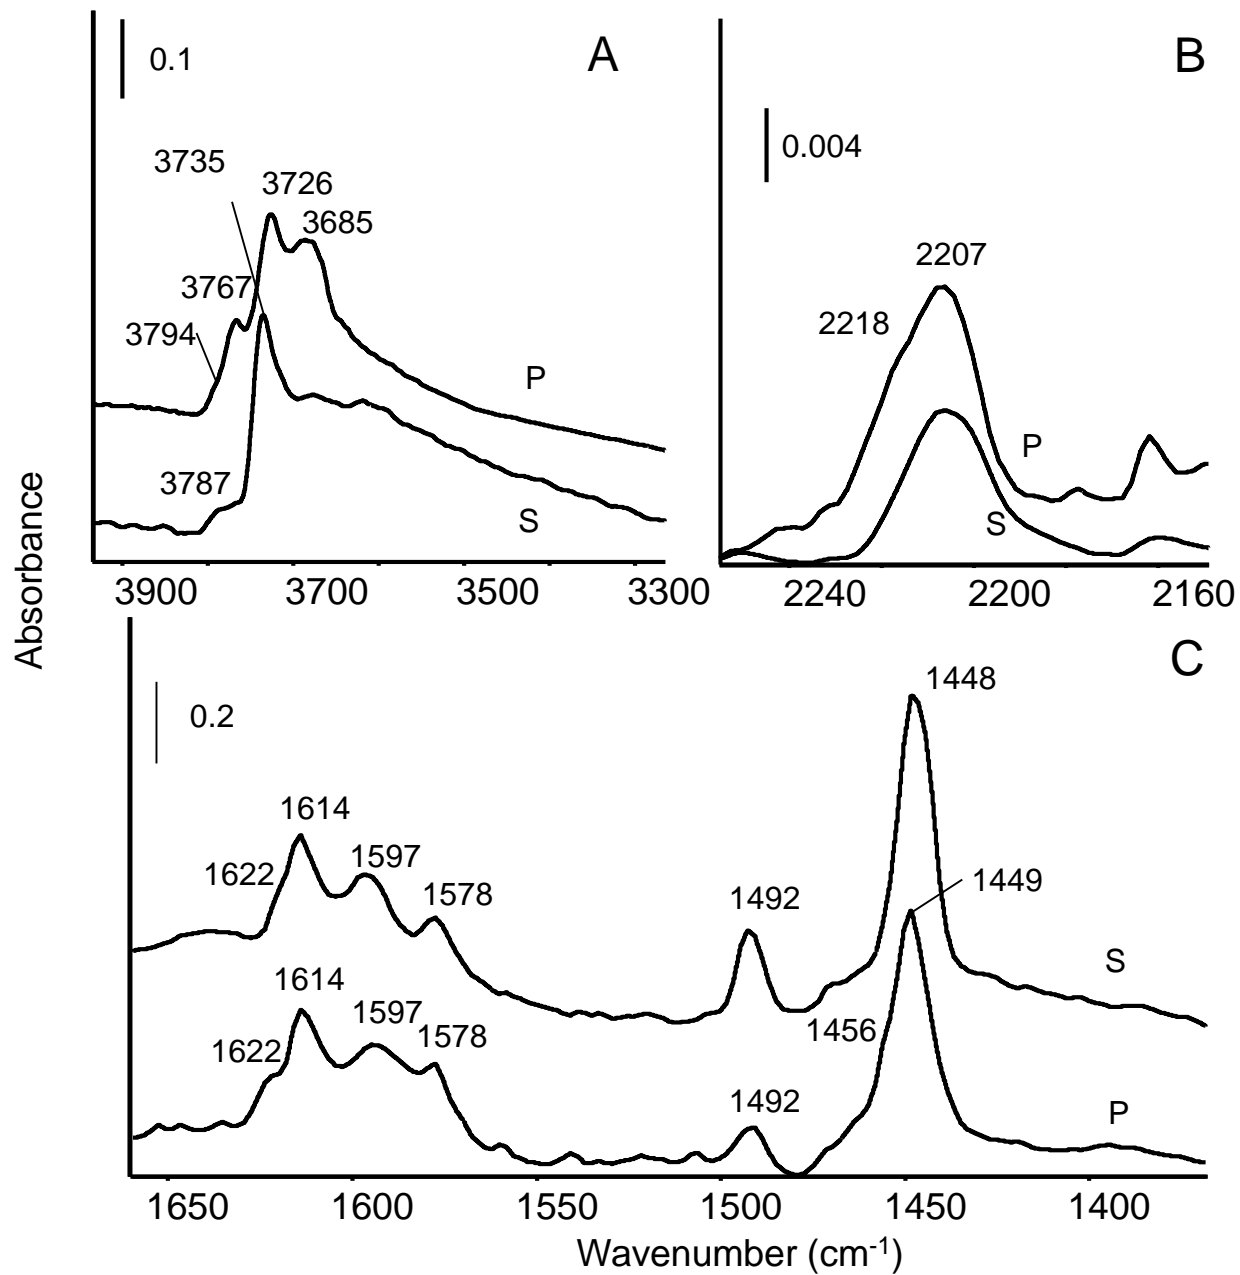 A
0.1
3735
3726
3685
3767
3794
P
3787
S
3900 3700 3500 3300
B
0.004
2207
2218
P
S
2240 2200 2160
Absorbance
C
1448
0.2
1614
1597
1622
1578
1492
1449
S
1614
1597
1578
1622
1456
1492
P
1650 1600 1550 1500 1450 1400
Wavenumber (cm-1)